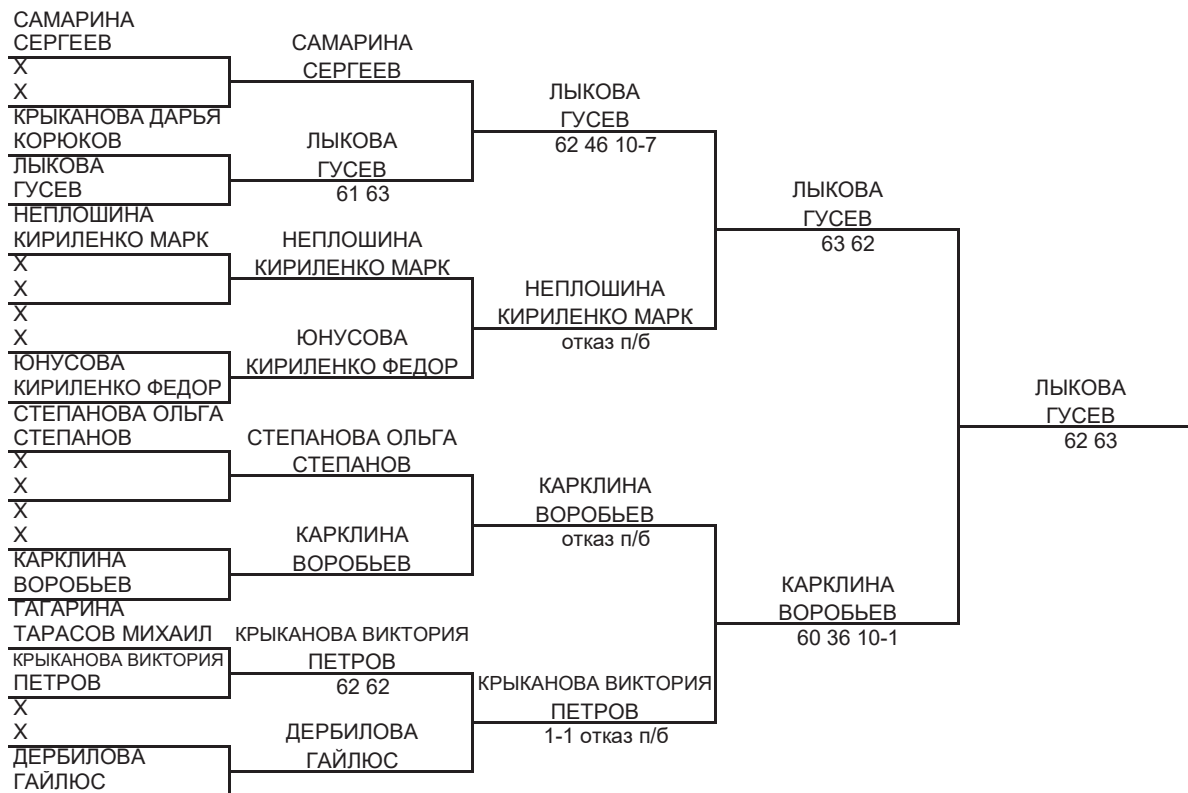 САМАРИНА
СЕРГЕЕВ
X
X
КРЫКАНОВА ДАРЬЯ
КОРЮКОВ
ЛЫКОВА
ГУСЕВ
НЕПЛОШИНА
КИРИЛЕНКО МАРК
X
X
X
X
ЮНУСОВА
КИРИЛЕНКО ФЕДОР
СТЕПАНОВА ОЛЬГА
СТЕПАНОВ
X
X
X
X
КАРКЛИНА
ВОРОБЬЕВ
ГАГАРИНА
ТАРАСОВ МИХАИЛ
КРЫКАНОВА ВИКТОРИЯ
ПЕТРОВ
X
X
ДЕРБИЛОВА
ГАЙЛЮС
САМАРИНА
СЕРГЕЕВ
ЛЫКОВА
ГУСЕВ
61 63
НЕПЛОШИНА
КИРИЛЕНКО МАРК
ЮНУСОВА
КИРИЛЕНКО ФЕДОР
СТЕПАНОВА ОЛЬГА
СТЕПАНОВ
КАРКЛИНА
ВОРОБЬЕВ
КРЫКАНОВА ВИКТОРИЯ
ПЕТРОВ
62 62
ДЕРБИЛОВА
ГАЙЛЮС
ЛЫКОВА
ГУСЕВ
62 46 10-7
НЕПЛОШИНА
КИРИЛЕНКО МАРК
отказ п/б
КАРКЛИНА
ВОРОБЬЕВ
отказ п/б
КРЫКАНОВА ВИКТОРИЯ
ПЕТРОВ
1-1 отказ п/б
ЛЫКОВА
ГУСЕВ
63 62
КАРКЛИНА
ВОРОБЬЕВ
60 36 10-1
ЛЫКОВА
ГУСЕВ
62 63